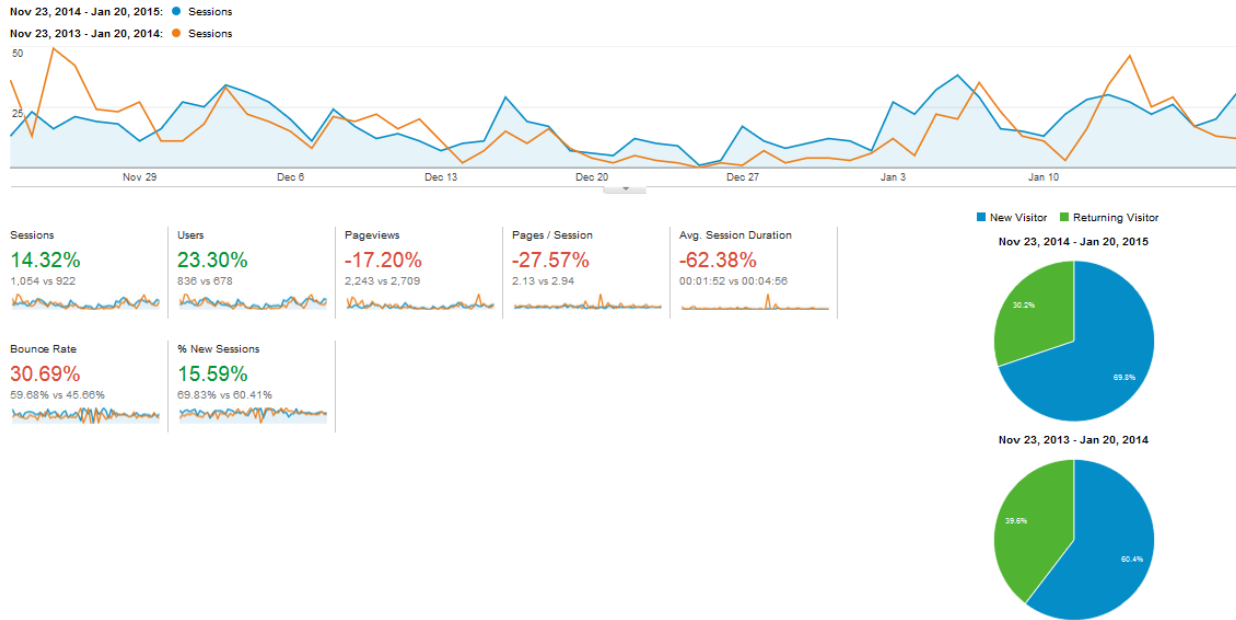 Nov 23, 2014 - Jan 20, 2015: Sessions
Nov 23, 2013 - Jan 20, 2014: Sessions
50
25
Nov 29 Dec 6 Dec 13 Dec 20 Dec 27 Jan 3 Jan 10
Sessions
14.32%
1,054 vs 922
Users
23.30%
836 vs 678
Pageviews
-17.20%
2,243 vs 2,709
Pages / Session
-27.57%
2.13 vs 2.94
Avg. Session Duration
-62.38%
00:01:52 vs 00:04:56
Bounce Rate
30.69%
59.68% vs 45.66%
% New Sessions
15.59%
69.83% vs 60.41%
New Visitor Returning Visitor
Nov 23, 2014 - Jan 20, 2015
30.2%
69.8%
Nov 23, 2013 - Jan 20, 2014
39.6%
60.4%